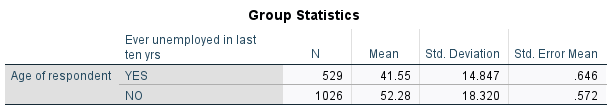 Group Statistics
Ever unemployed in last
ten yrs N Mean Std. Deviation Std. Error Mean
Age of respondent YES 529 41.55 14.847 .646
NO 1026 52.28 18.320 .572